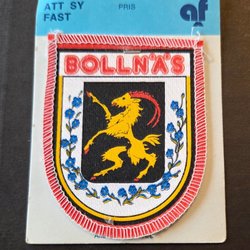 ATT SY PRIS
FAST
af
BOLLNÄS